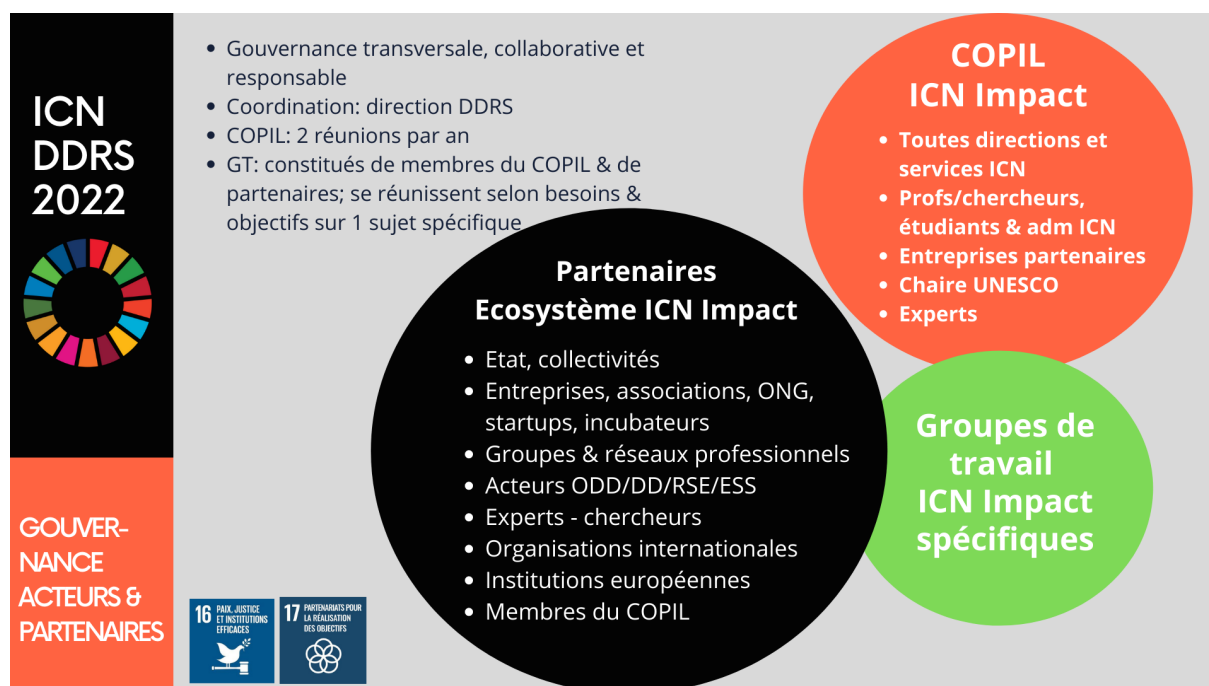 ICN
DDRS
2022
GOUVER-
NANCE
ACTEURS &
PARTENAIRES
• Gouvernance transversale, collaborative et
responsable
• Coordination: direction DDRS
• COPIL: 2 réunions par an
• GT: constitués de membres du COPIL & de
partenaires; se réunissent selon besoins &
objectifs sur 1 sujet spécifique
COPIL
ICN Impact
• Toutes directions et
services ICN
• Profs/chercheurs,
étudiants & adm ICN
• Entreprises partenaires
• Chaire UNESCO
• Experts
Partenaires
Ecosystème ICN Impact
• Etat, collectivités
• Entreprises, associations, ONG,
startups, incubateurs
• Groupes & réseaux professionnels
• Acteurs ODD/DD/RSE/ESS
• Experts - chercheurs
• Organisations internationales
• Institutions européennes
• Membres du COPIL
Groupes de
travail
ICN Impact
spécifiques
16 PAIX, JUSTICE
ET INSTITUTIONS
EFFICACES
17 PARTENARIATS POUR
LA RÉALISATION
DES OBJECTIFS